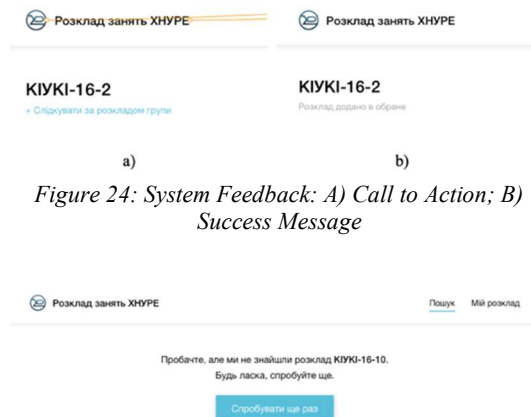 Розклад занять ХНУРЕ
Розклад занять ХНУРЕ
КІУКІ-16-2
+ Слідкувати за розкладом групи
КІУКІ-16-2
Розклад додано в обране
a)
b)
Figure 24: System Feedback: A) Call to Action; B)
Success Message
Розклад занять ХНУРЕ
Пошук Мій розклад
Пробачте, але ми не знайшли розклад КІУКІ-16-10.
Будь ласка, спробуйте ще.
Спробувати ще раз